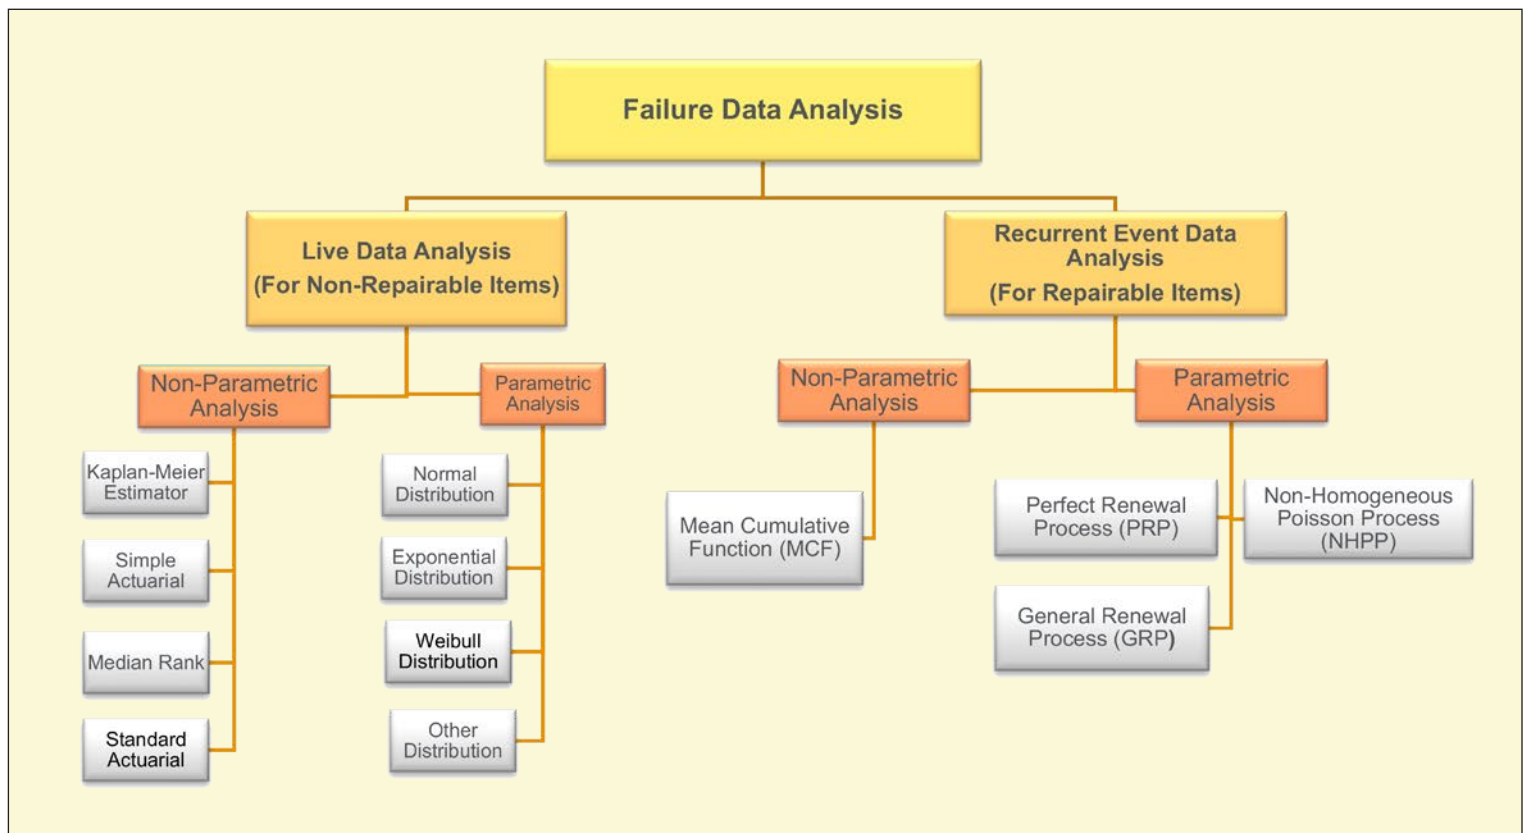 Failure Data Analysis
Live Data Analysis
(For Non-Repairable Items)
Recurrent Event Data
Analysis
(For Repairable Items)
Non-Parametric
Analysis
Parametric
Analysis
Non-Parametric
Analysis
Parametric
Analysis
Kaplan-Meier
Estimator
Simple
Actuarial
Median Rank
Standard
Actuarial
Normal
Distribution
Exponential
Distribution
Weibull
Distribution
Other
Distribution
Mean Cumulative
Function (MCF)
Perfect Renewal
Process (PRP)
Non-Homogeneous
Poisson Process
(NHPP)
General Renewal
Process (GRP)